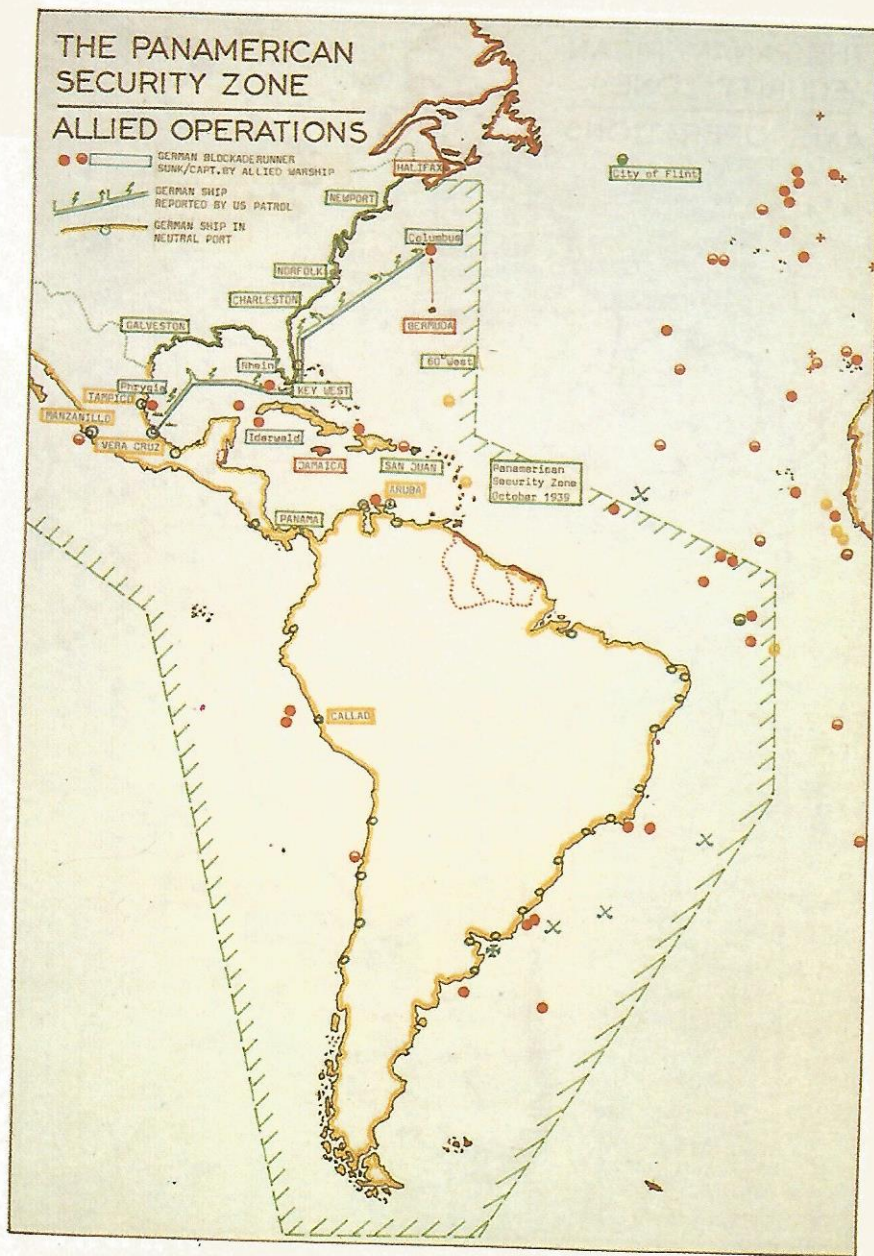 THE PANAMERICAN
SECURITY ZONE
ALLIED OPERATIONS
GERMAN BLOCKADERUNNER
SUNK/CAPT.BY ALLIED WARSHIP
GERMAN SHIP
REPORTED BY US PATROL
GERMAN SHIP IN
NEUTRAL PORT
HALIFAX
City of Flint
NEWPORT
Columbus
NORFOLK
CHARLESTON
BERMUDA
GALVESTON
60°West
Rhein
KEY WEST
Phrygia
TAMPICO
MANZANILLO
VERA CRUZ
Iderwald
JAMAICA
SAN JUAN
ARUBA
Panamerican
Security Zone
October 1939
PANAMA
CALLAO